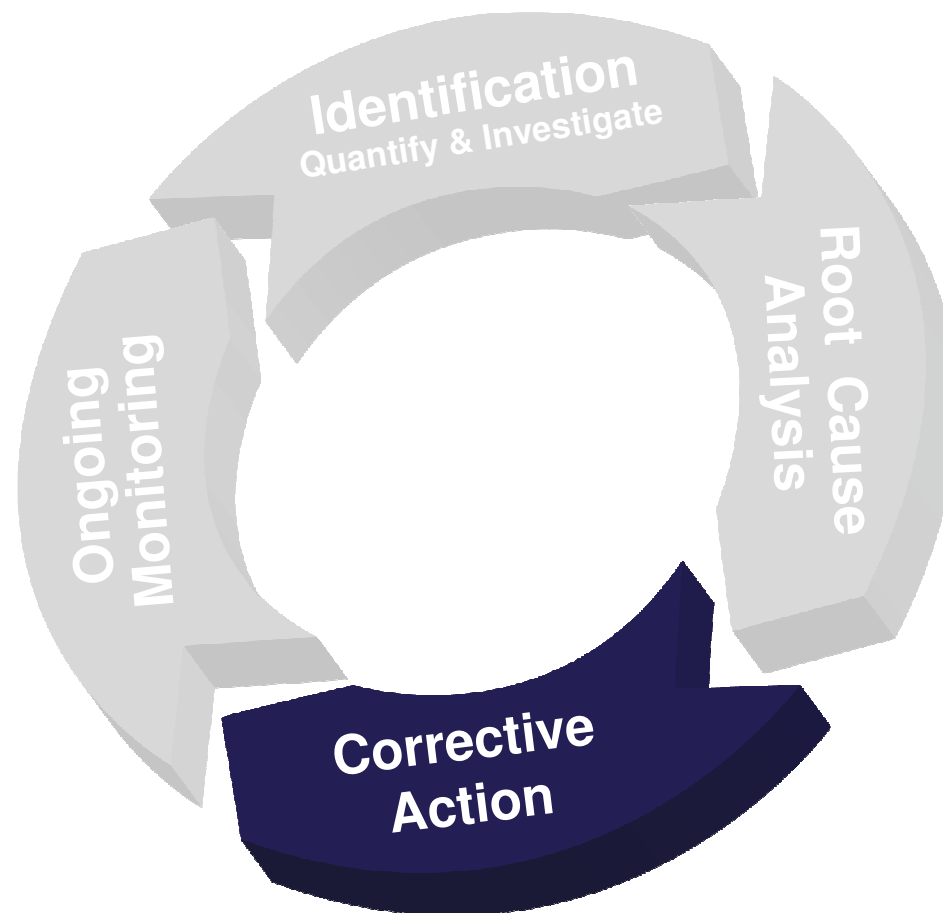 Identification
Quantify & Investigate
Root Cause
Analysis
Corrective
Action
Ongoing
Monitoring